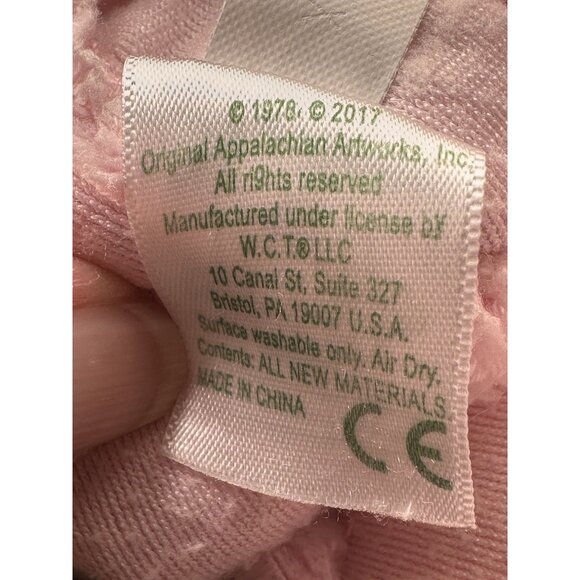 © 1978, © 2017
Original Appalachian Artworks, Inc.
All rights reserved
Manufactured under license by
W.C.T.® LLC
10 Canal St, Suite 327
Bristol, PA 19007 U.S.A.
Surface washable only. Air Dry.
Contents: ALL NEW MATERIALS
MADE IN CHINA
CE